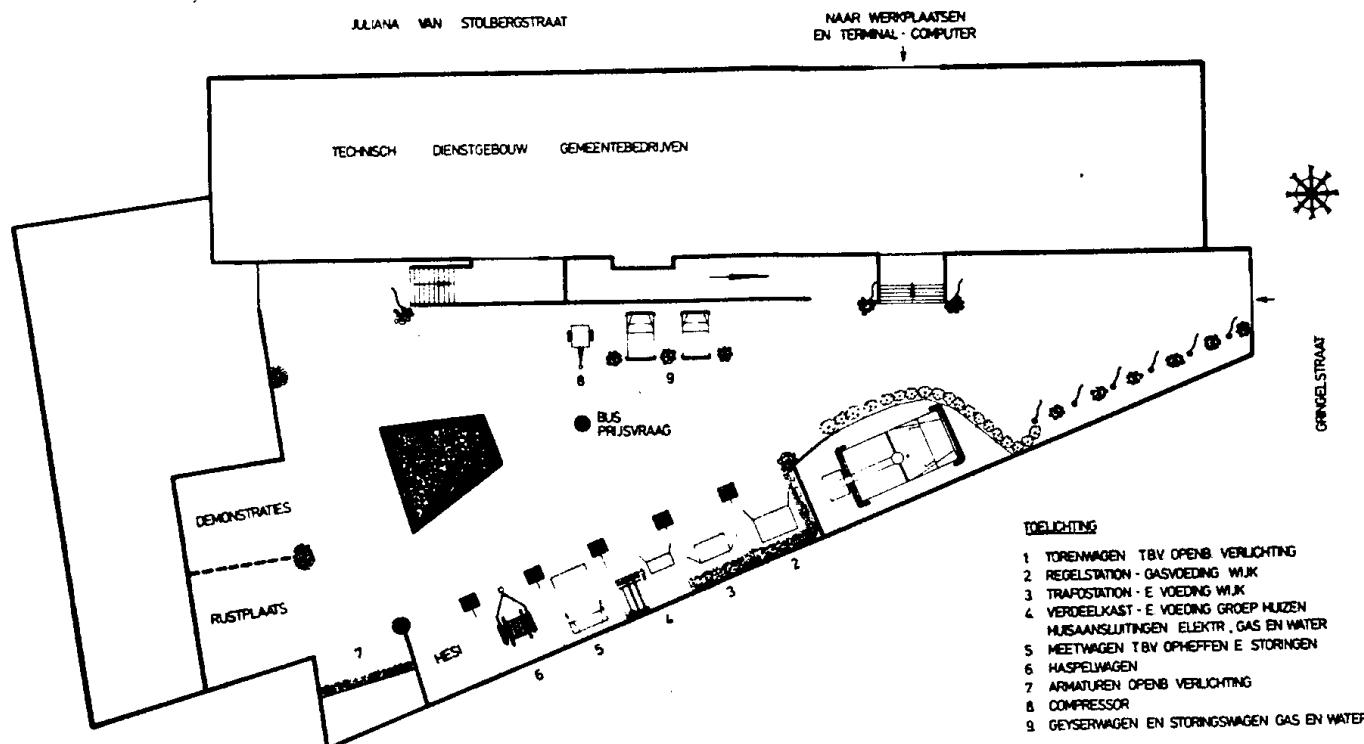 JULIANA VAN STOLBERGSTRAAT
NAAR WERKPLAATSEN
EN TERMINAL - COMPUTER
TECHNISCH DIENSTGEBOUW GEMEENTEBEDRIJVEN
GRINGELSTRAAT
8
9
BUS
PRIJSVRAAG
DEMONSTRATIES
RUSTPLAATS
7
HESI
6
5
4
3
2
TOELICHTING
1 TORENWAGEN T.B.V. OPENB. VERLICHTING
2 REGELSTATION - GASVOEDING WIJK
3 TRAFOSTATION - E VOEDING WIJK
4 VERDEELKAST - E VOEDING GROEP HUIZEN
HUISAANSLUITINGEN ELEKTR., GAS EN WATER
5 MEETWAGEN T.B.V. OPHEFFEN E STORINGEN
6 HASPELWAGEN
7 ARMATUREN OPENB VERLICHTING
8 COMPRESSOR
9 GEYSERWAGEN EN STORINGSWAGEN GAS EN WATER